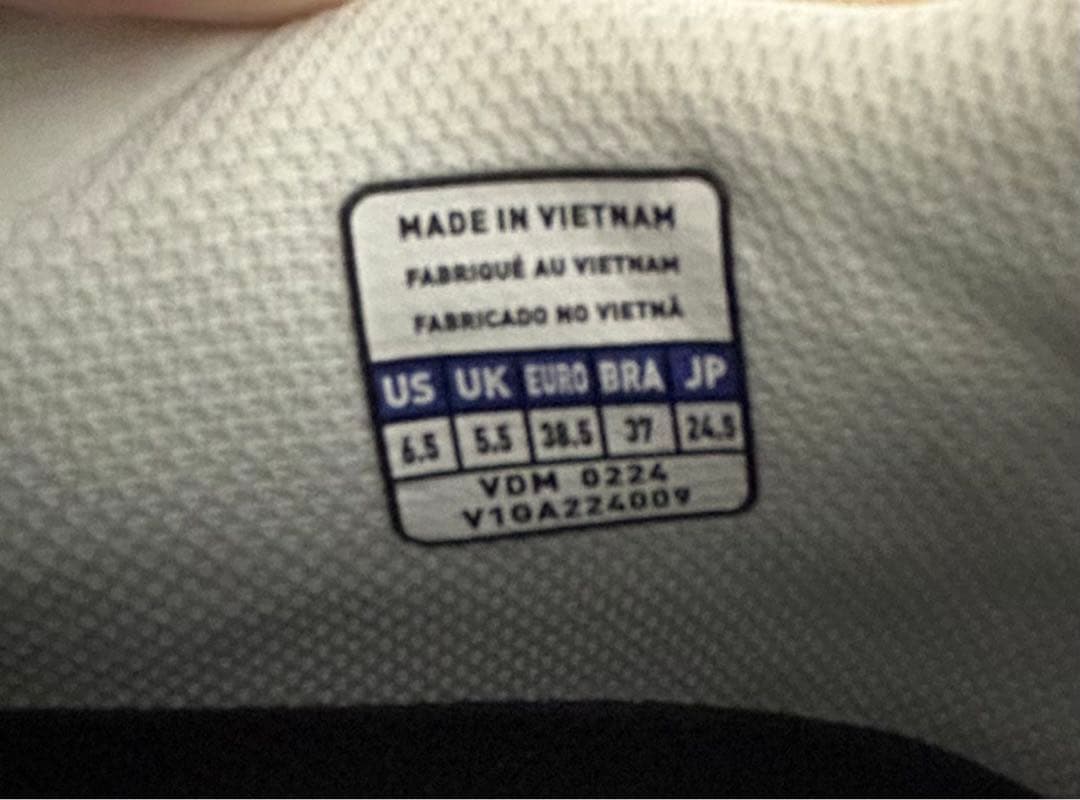 MADE IN VIETNAM
FABRIQUÉ AU VIETNAM
FABRICADO NO VIETNÃ
US UK EURO BRA JP
6.5 5.5 38.5 37 24.5
VDM 0224
V1GA224009